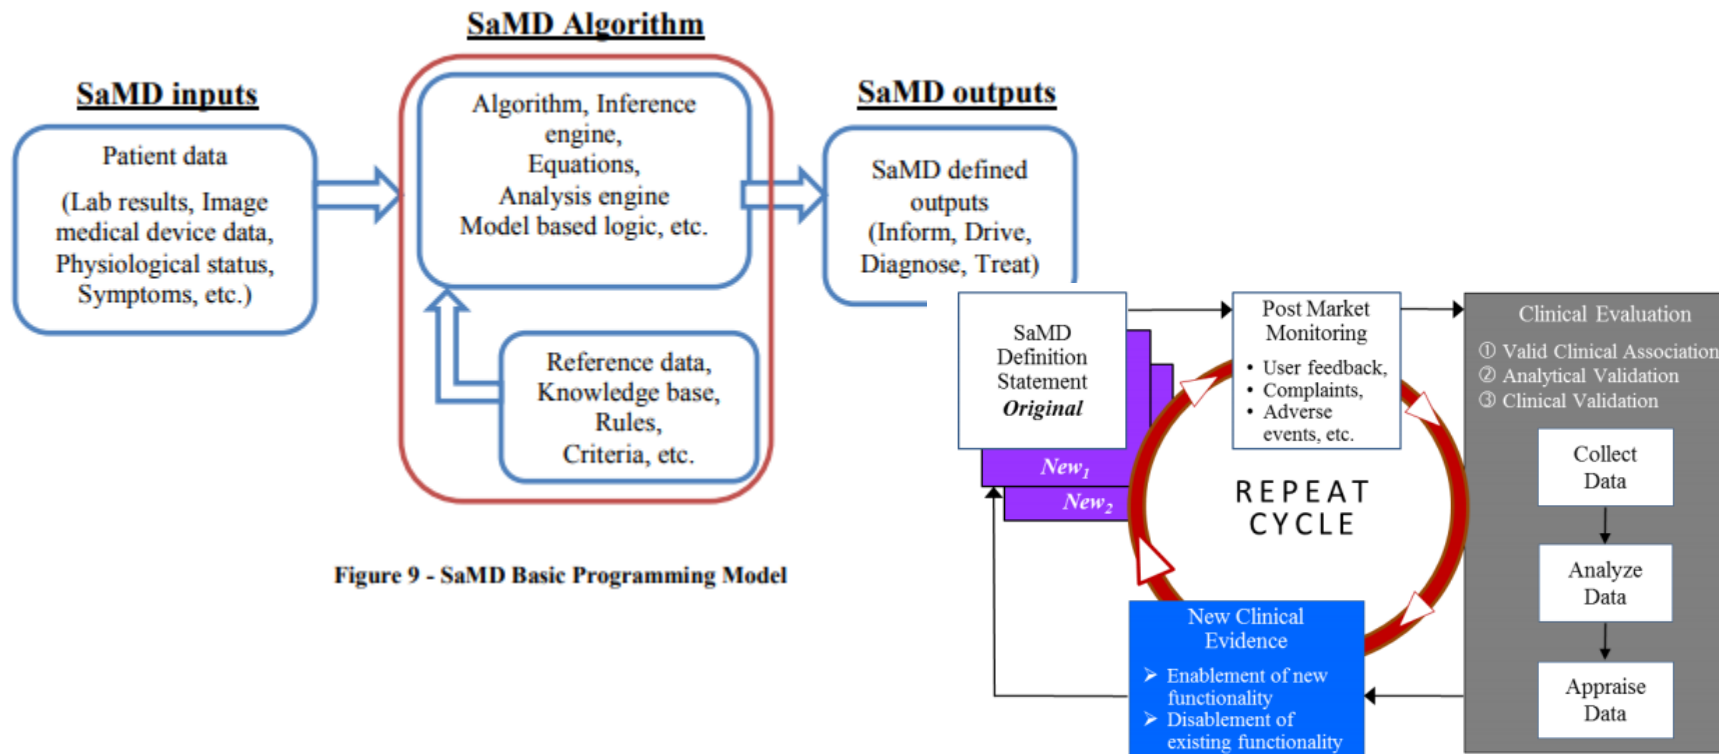 SaMD Algorithm
SaMD inputs
SaMD outputs
Patient data
(Lab results, Image
medical device data,
Physiological status,
Symptoms, etc.)
Algorithm, Inference
engine,
Equations,
Analysis engine
Model based logic, etc.
Reference data,
Knowledge base,
Rules,
Criteria, etc.
SaMD defined
outputs
(Inform, Drive,
Diagnose, Treat)
Figure 9 - SaMD Basic Programming Model
SaMD
Definition
Statement
Original
New1
New2
Post Market
Monitoring
• User feedback,
• Complaints,
• Adverse
events, etc.
REPEAT
CYCLE
New Clinical
Evidence
➢ Enablement of new
functionality
➢ Disablement of
existing functionality
Clinical Evaluation
① Valid Clinical Association
② Analytical Validation
③ Clinical Validation
Collect
Data
Analyze
Data
Appraise
Data